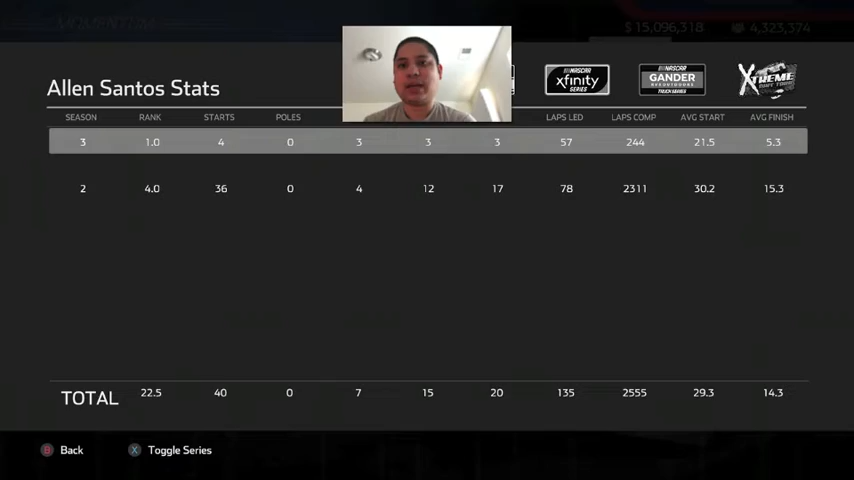 $ 15,096,318 4,323,374
Allen Santos Stats
NASCAR xfinity SERIES
NASCAR GANDER RV & OUTDOORS TRUCK SERIES
XTREME DIRT TOUR
SEASON RANK STARTS POLES LAPS LED LAPS COMP AVG START AVG FINISH
3 1.0 4 0 3 3 3 57 244 21.5 5.3
2 4.0 36 0 4 12 17 78 2311 30.2 15.3
TOTAL 22.5 40 0 7 15 20 135 2555 29.3 14.3
B Back X Toggle Series